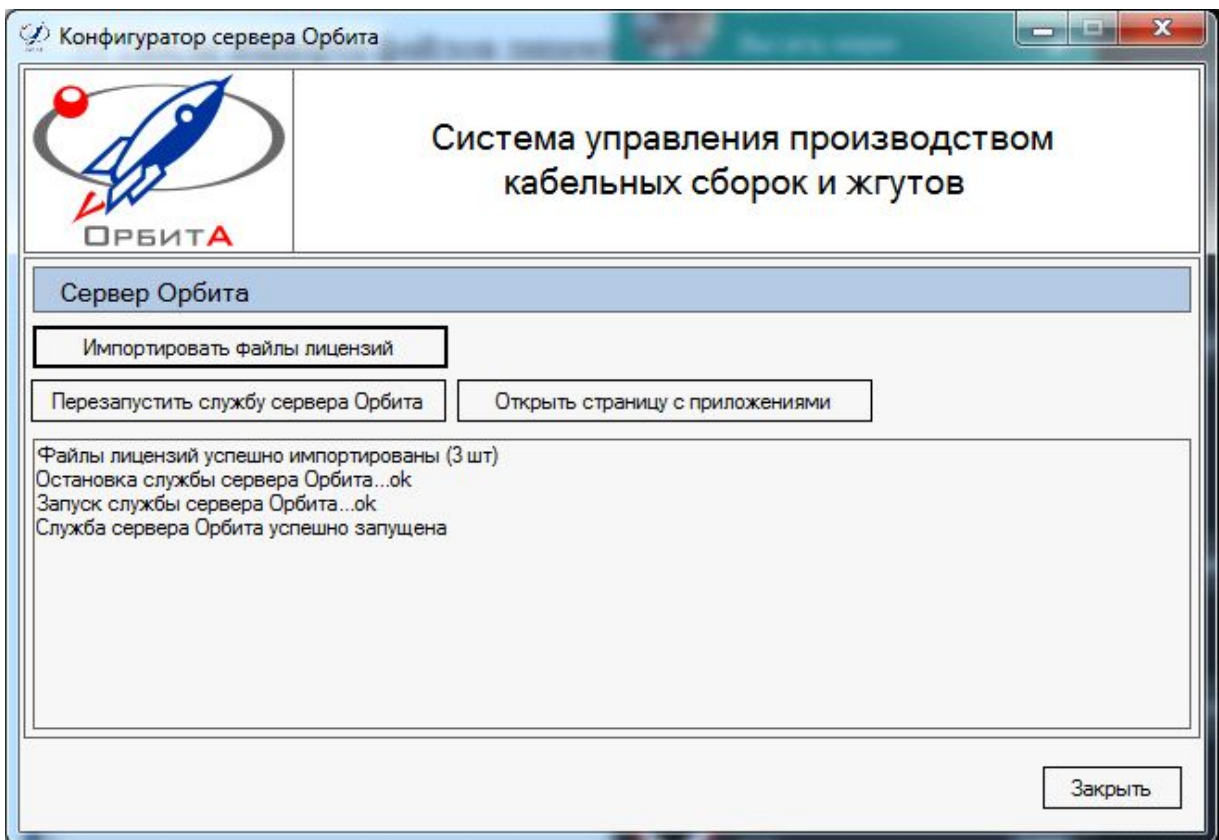 Конфигуратор сервера Орбита
Система управления производством
кабельных сборок и жгутов
ОРБИТА
Сервер Орбита
Импортировать файлы лицензий
Перезапустить службу сервера Орбита
Открыть страницу с приложениями
Файлы лицензий успешно импортированы (3 шт)
Остановка службы сервера Орбита...ok
Запуск службы сервера Орбита...ok
Служба сервера Орбита успешно запущена
Закрыть